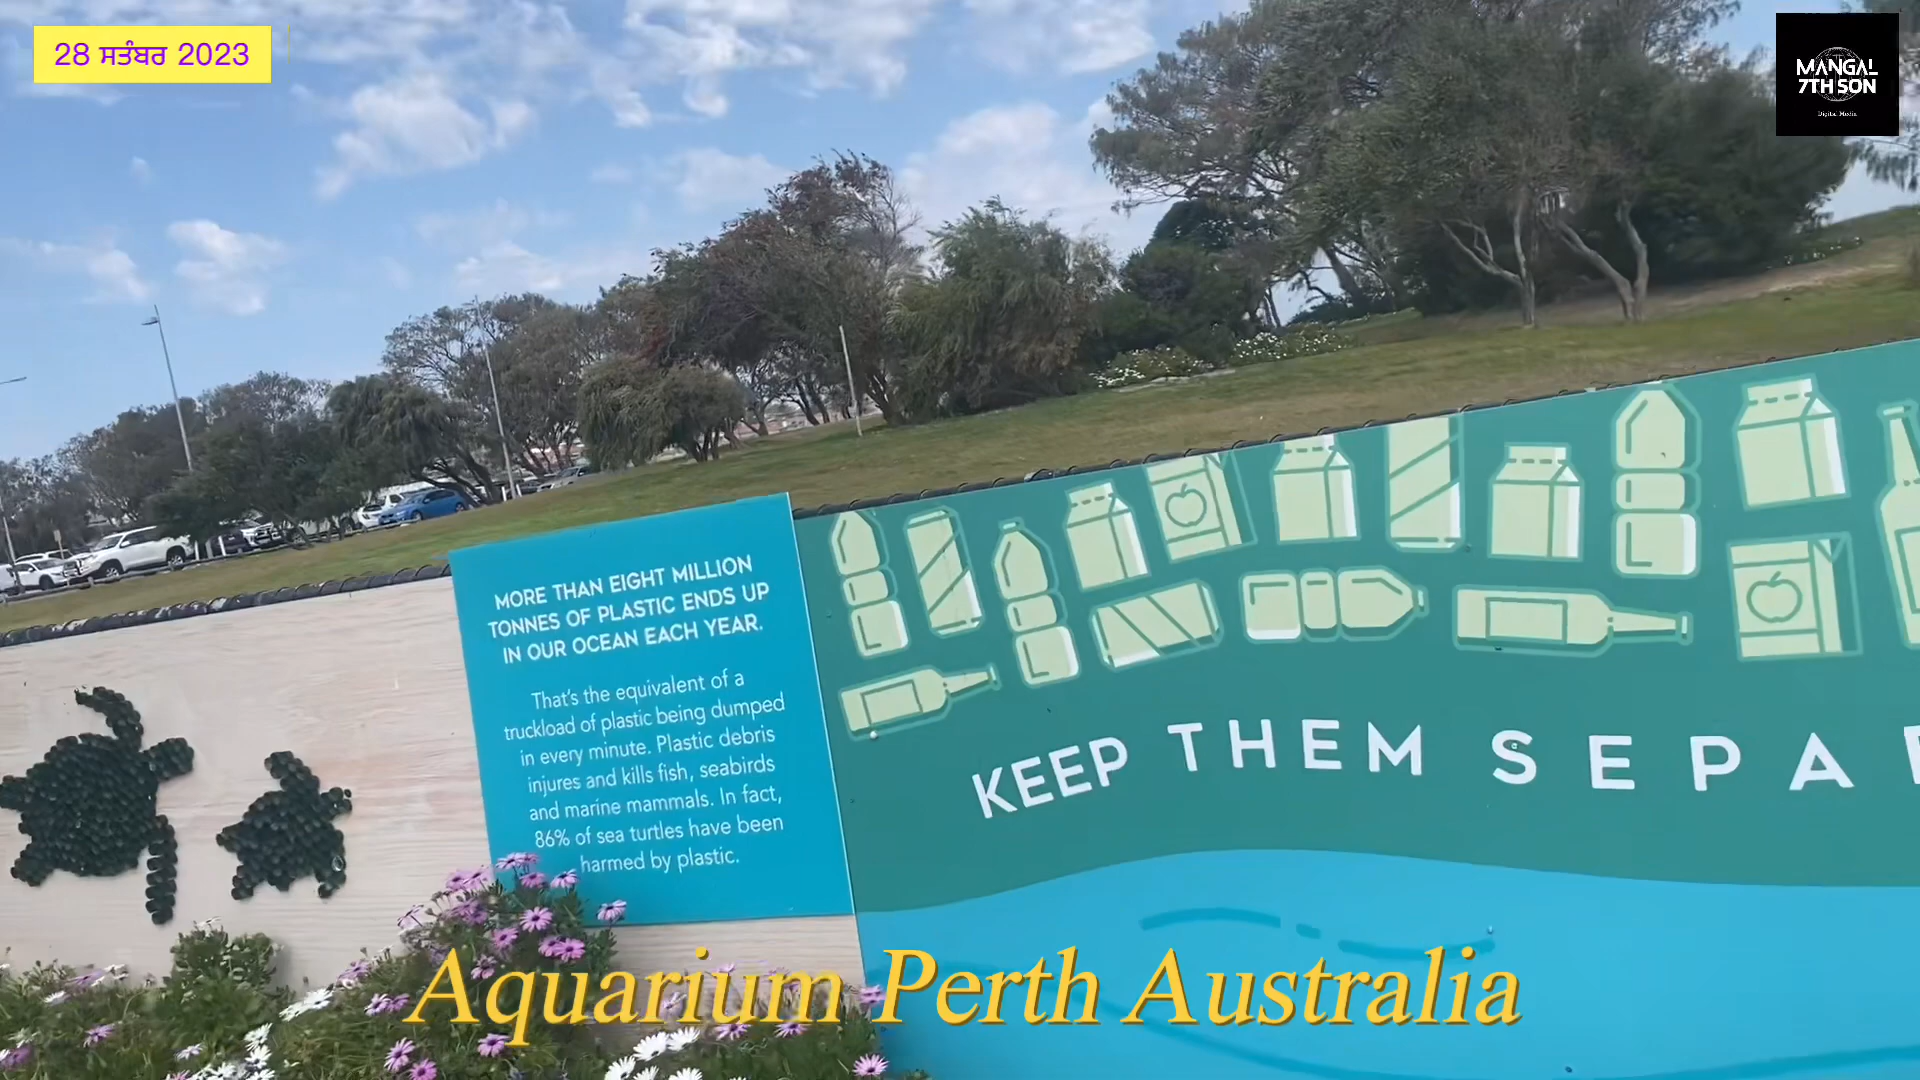 28 ਸਤੰਬਰ 2023
MANGAL
7TH SON
Digital Media
MORE THAN EIGHT MILLION
TONNES OF PLASTIC ENDS UP
IN OUR OCEAN EACH YEAR.
That's the equivalent of a
truckload of plastic being dumped
in every minute. Plastic debris
injures and kills fish, seabirds
and marine mammals. In fact,
86% of sea turtles have been
harmed by plastic.
KEEP THEM SEPA
Aquarium Perth Australia